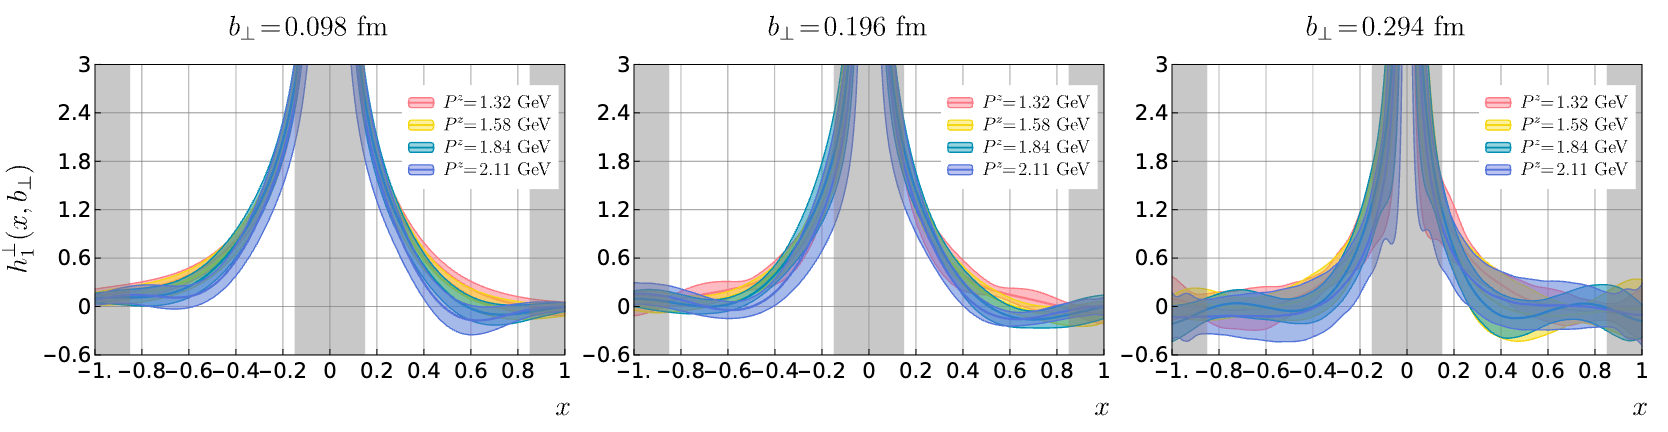 b⊥=0.098 fm
b⊥=0.196 fm
b⊥=0.294 fm
h₁⊥(x, b⊥)
3
2.4
1.8
1.2
0.6
0
−0.6
−1. −0.8 −0.6 −0.4 −0.2 0 0.2 0.4 0.6 0.8 1
x
Pᶻ=1.32 GeV
Pᶻ=1.58 GeV
Pᶻ=1.84 GeV
Pᶻ=2.11 GeV
3
2.4
1.8
1.2
0.6
0
−0.6
−1. −0.8 −0.6 −0.4 −0.2 0 0.2 0.4 0.6 0.8 1
x
Pᶻ=1.32 GeV
Pᶻ=1.58 GeV
Pᶻ=1.84 GeV
Pᶻ=2.11 GeV
3
2.4
1.8
1.2
0.6
0
−0.6
−1. −0.8 −0.6 −0.4 −0.2 0 0.2 0.4 0.6 0.8 1
x
Pᶻ=1.32 GeV
Pᶻ=1.58 GeV
Pᶻ=1.84 GeV
Pᶻ=2.11 GeV